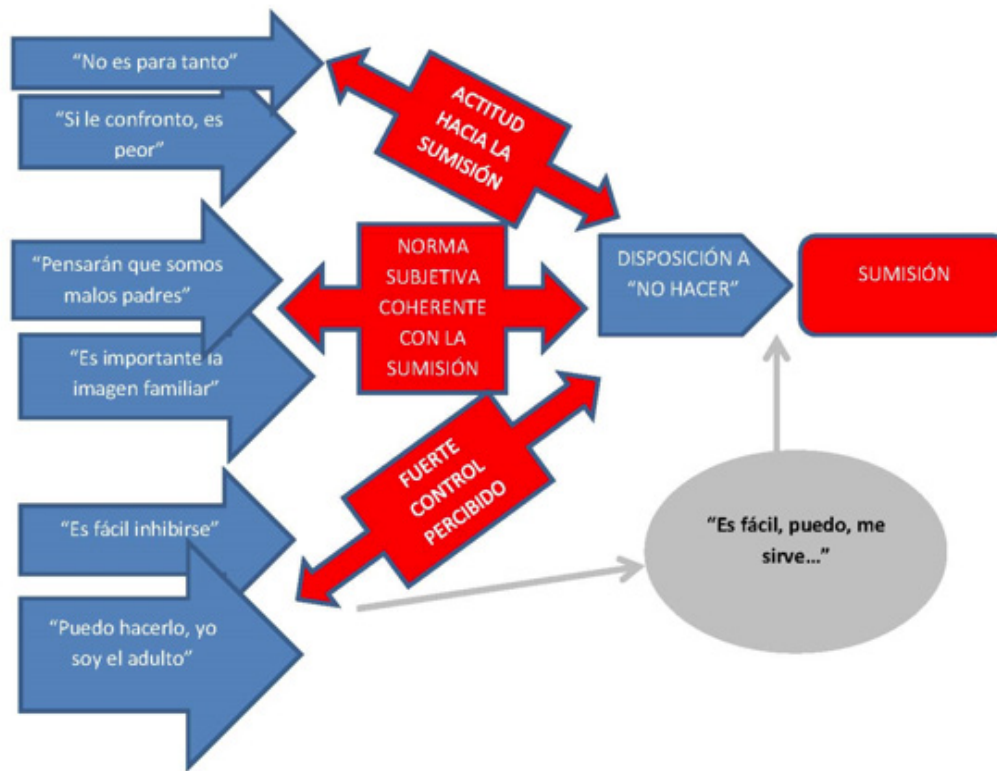 “No es para tanto”
“Si le confronto, es
peor”
“Pensarán que somos
malos padres”
“Es importante la
imagen familiar”
“Es fácil inhibirse”
“Puedo hacerlo, yo
soy el adulto”
ACTITUD
HACIA LA
SUMISIÓN
NORMA
SUBJETIVA
COHERENTE
CON LA
SUMISIÓN
FUERTE
CONTROL
PERCIBIDO
DISPOSICIÓN A
“NO HACER”
SUMISIÓN
“Es fácil, puedo, me
sirve...”